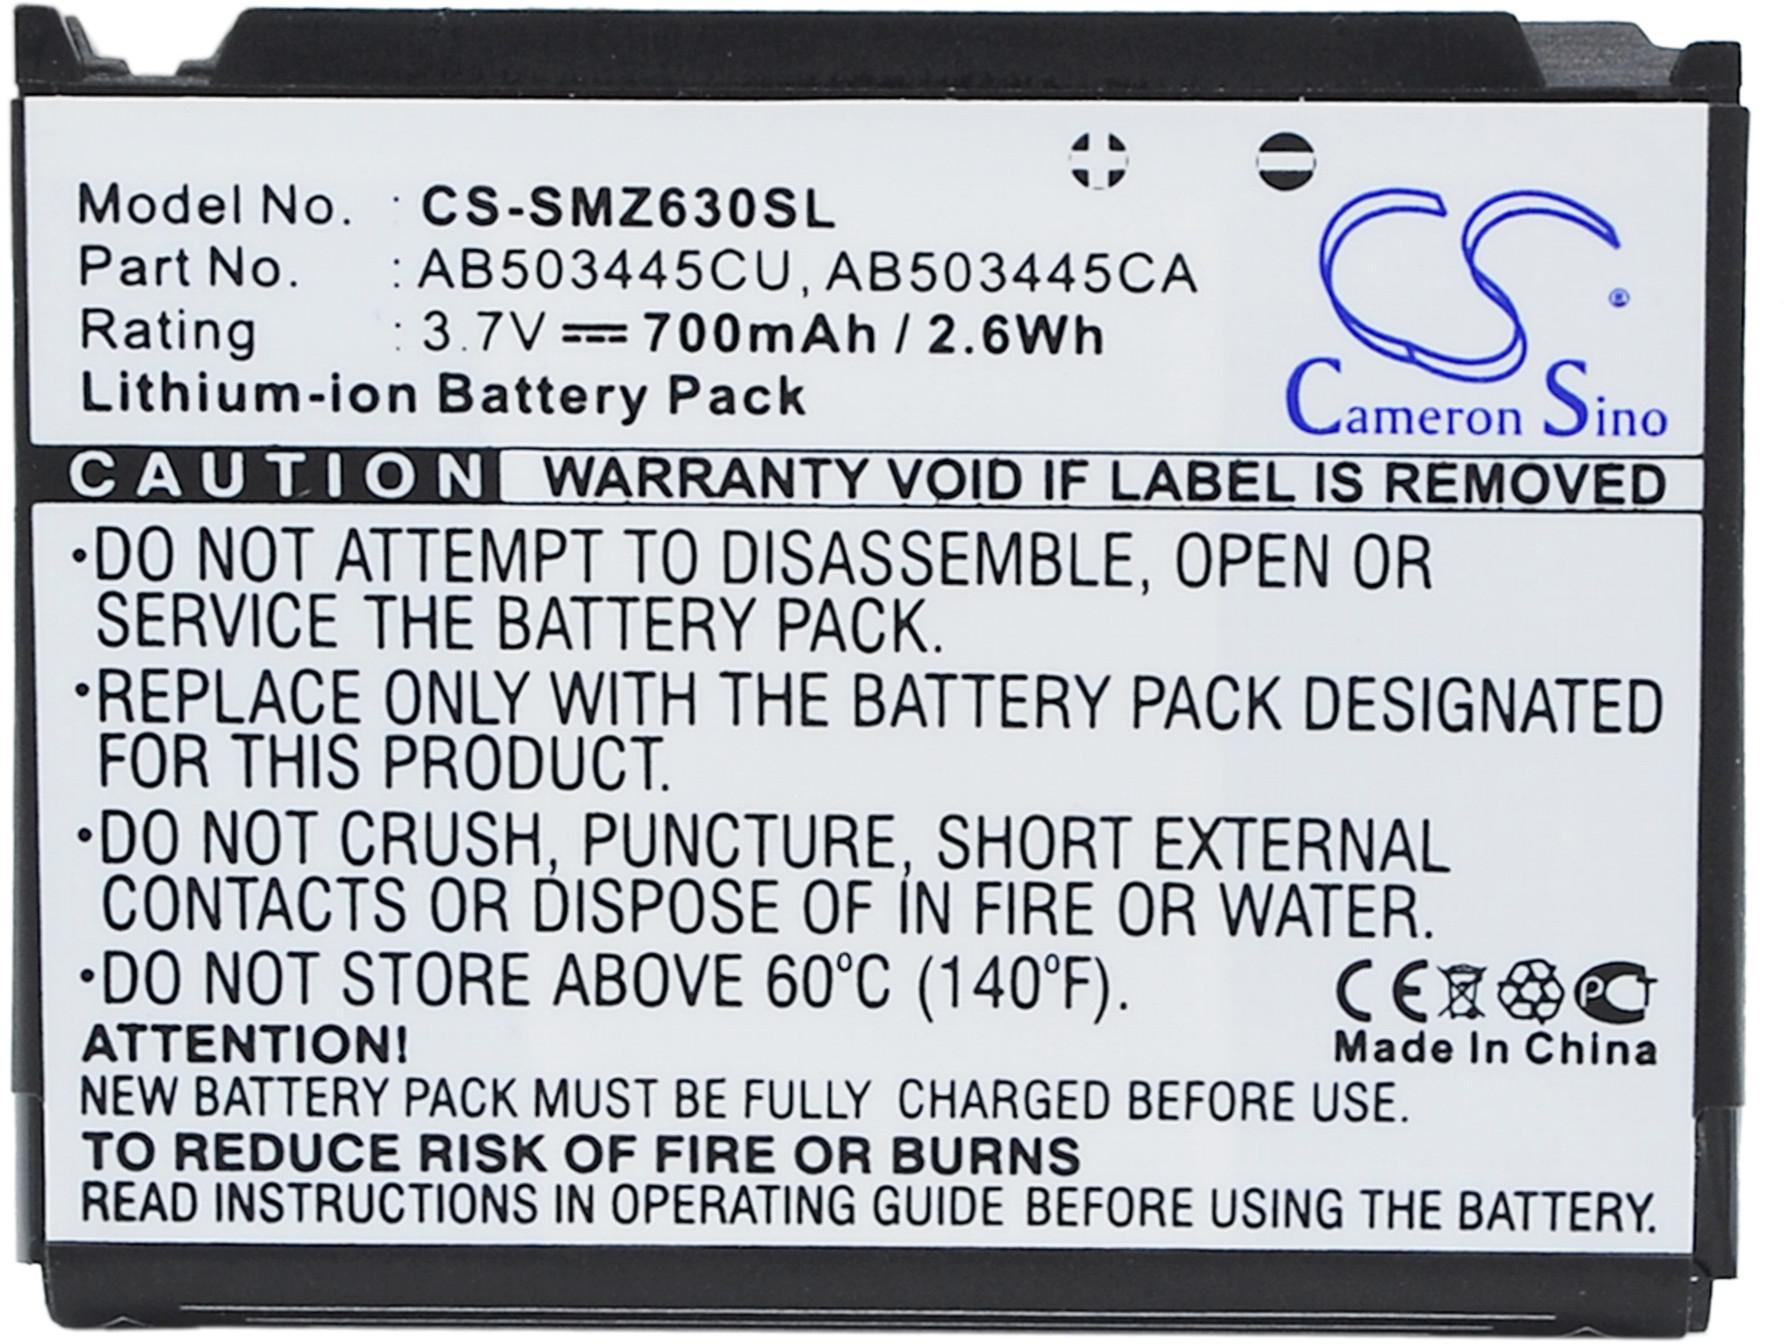 Model No. : CS-SMZ630SL
Part No. : AB503445CU, AB503445CA
Rating : 3.7V ⎓ 700mAh / 2.6Wh
Lithium-ion Battery Pack
CS ®
Cameron Sino
CAUTION WARRANTY VOID IF LABEL IS REMOVED
•DO NOT ATTEMPT TO DISASSEMBLE, OPEN OR
SERVICE THE BATTERY PACK.
•REPLACE ONLY WITH THE BATTERY PACK DESIGNATED
FOR THIS PRODUCT.
•DO NOT CRUSH, PUNCTURE, SHORT EXTERNAL
CONTACTS OR DISPOSE OF IN FIRE OR WATER.
•DO NOT STORE ABOVE 60°C (140°F).
CE PCT
Made In China
ATTENTION!
NEW BATTERY PACK MUST BE FULLY CHARGED BEFORE USE.
TO REDUCE RISK OF FIRE OR BURNS
READ INSTRUCTIONS IN OPERATING GUIDE BEFORE USING THE BATTERY.